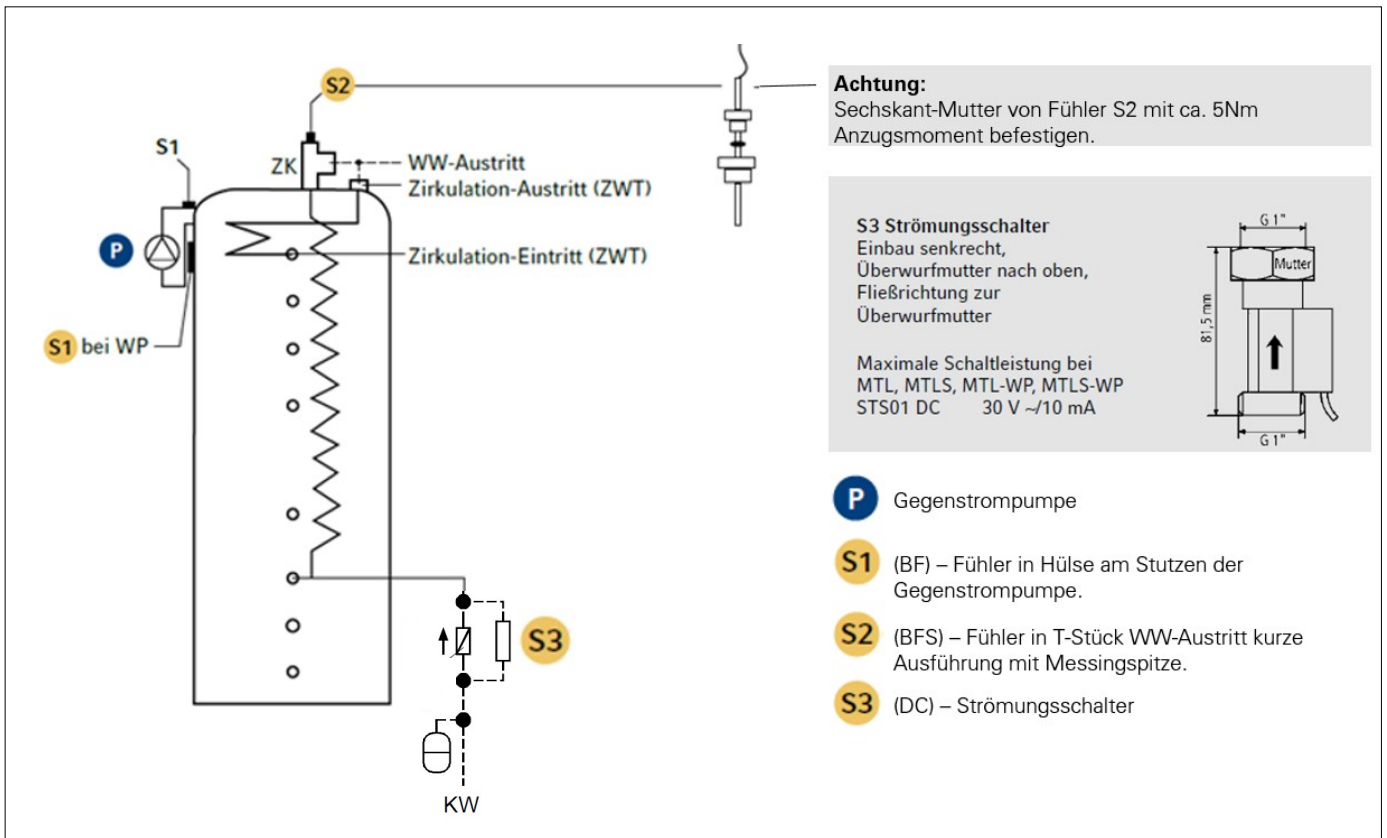 S2
S1
ZK
WW-Austritt
Zirkulation-Austritt (ZWT)
P
Zirkulation-Eintritt (ZWT)
S1 bei WP
S3
KW
Achtung:
Sechskant-Mutter von Fühler S2 mit ca. 5Nm
Anzugsmoment befestigen.
S3 Strömungsschalter
Einbau senkrecht,
Überwurfmutter nach oben,
Fließrichtung zur
Überwurfmutter
Maximale Schaltleistung bei
MTL, MTLS, MTL-WP, MTLS-WP
STS01 DC 30 V ~/10 mA
G 1"
Mutter
81,5 mm
G 1"
P Gegenstrompumpe
S1 (BF) – Fühler in Hülse am Stutzen der
Gegenstrompumpe.
S2 (BFS) – Fühler in T-Stück WW-Austritt kurze
Ausführung mit Messingspitze.
S3 (DC) – Strömungsschalter